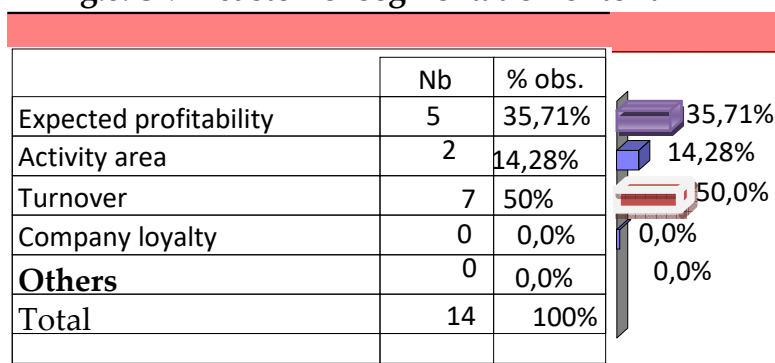 Nb % obs.
Expected profitability 5 35,71% 35,71%
Activity area 2 14,28% 14,28%
Turnover 7 50% 50,0%
Company loyalty 0 0,0% 0,0%
Others 0 0,0% 0,0%
Total 14 100%